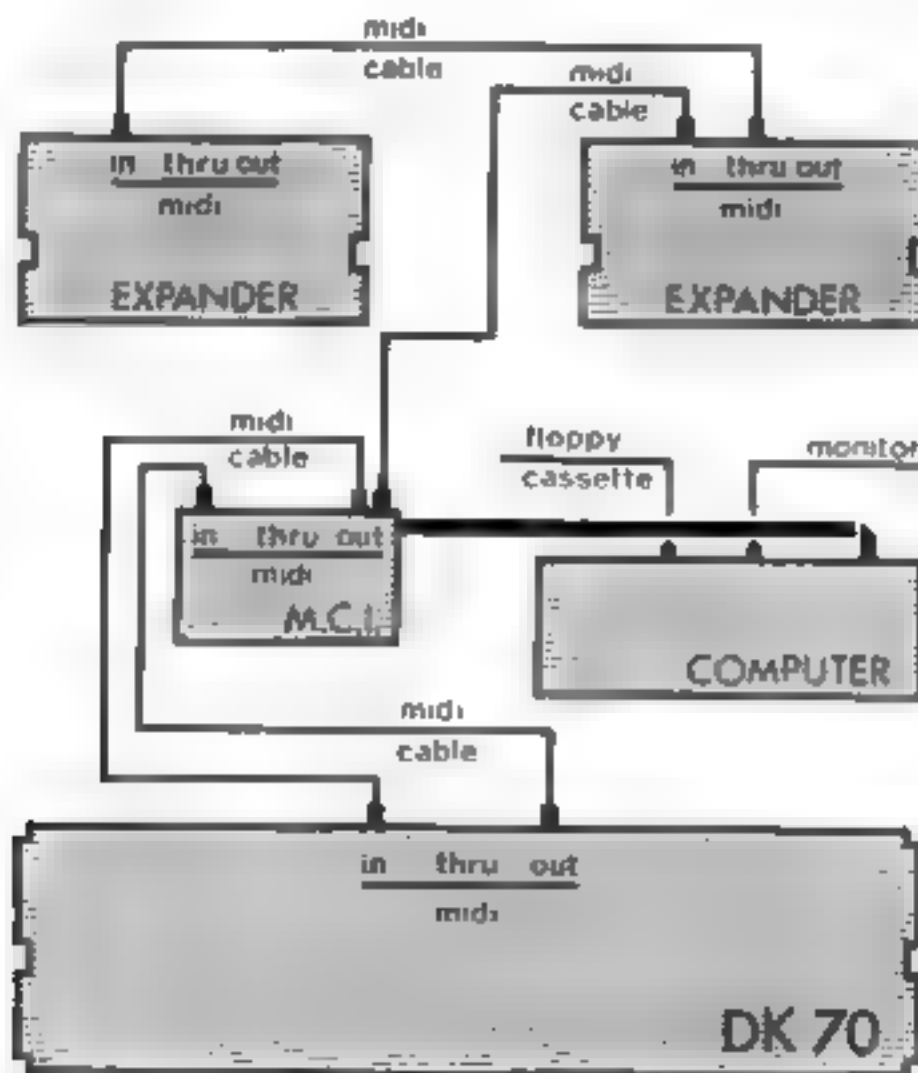 midi
cable
midi
cable
in thru out
midi
EXPANDER
in thru out
midi
EXPANDER
midi
cable
floppy
cassette
monitor
in thru out
midi
M.C.I.
COMPUTER
midi
cable
in thru out
midi
DK 70